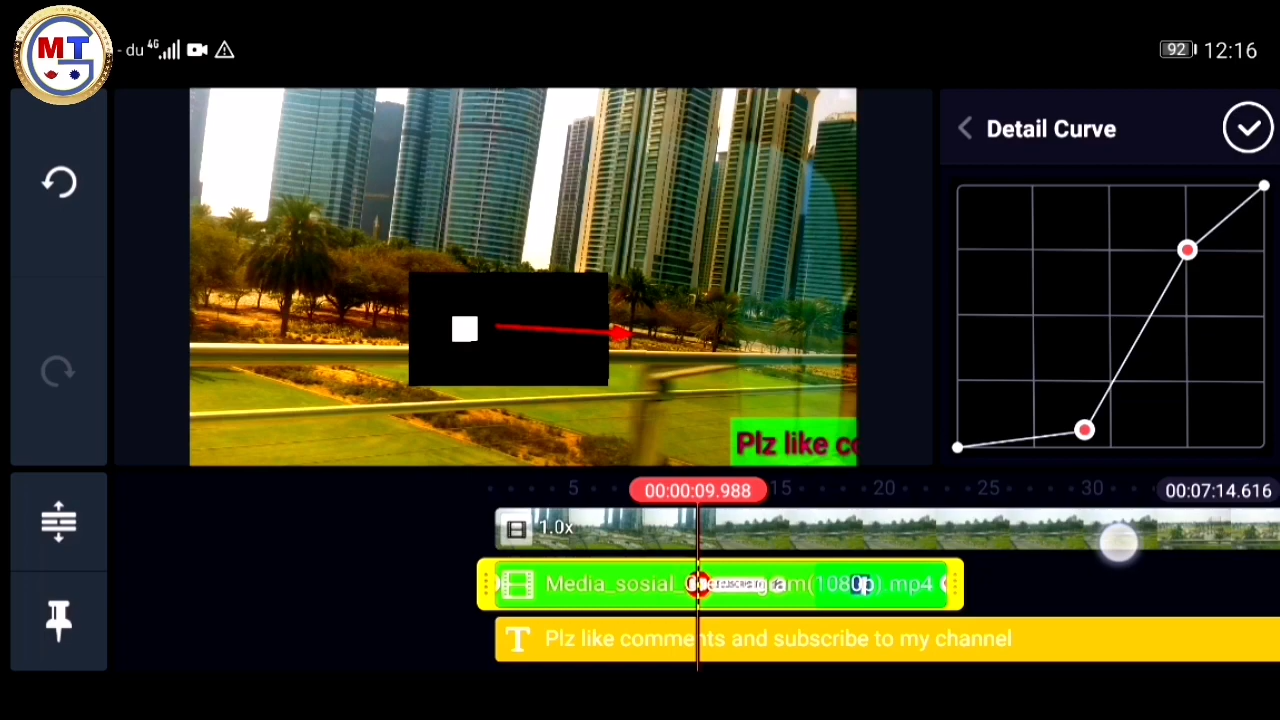 MTG
- du 4G
92 12:16
Detail Curve
Plz like co
5
00:00:09.988
15
20
25
30
00:07:14.616
1.0x
Media_sosial_
am(1080p).mp4
Plz like comments and subscribe to my channel